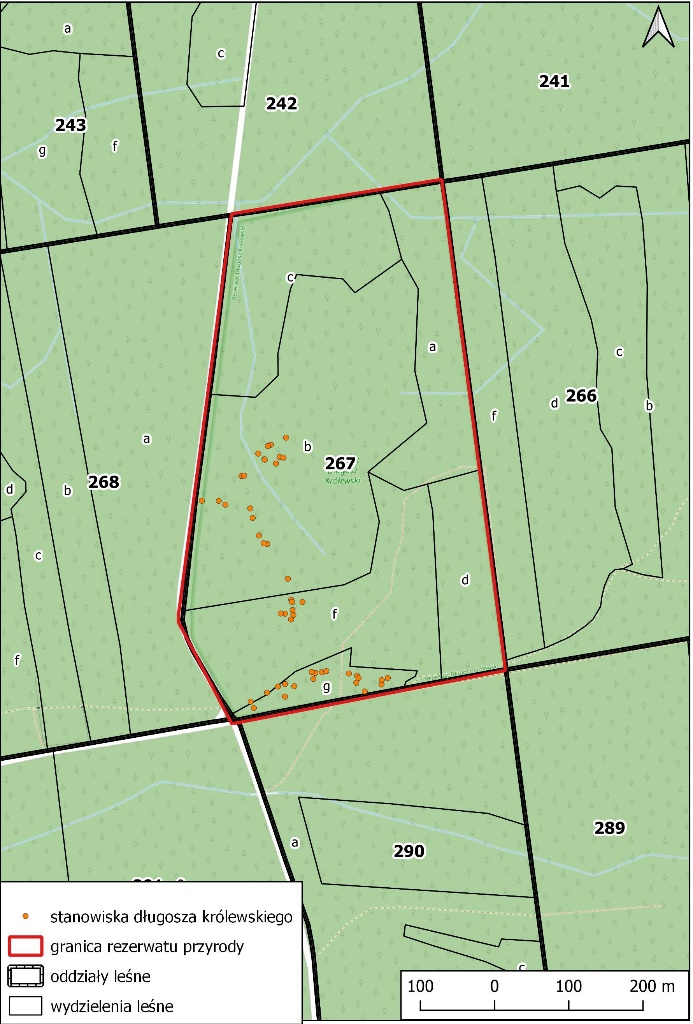 a
c
242
241
243
g
f
c
a
c
266
d
b
f
a
b
267
Królewski
268
b
d
c
f
d
f
g
a
290
289
c
stanowiska długosza królewskiego
granica rezerwatu przyrody
oddziały leśne
wydzielenia leśne
100 0 100 200 m